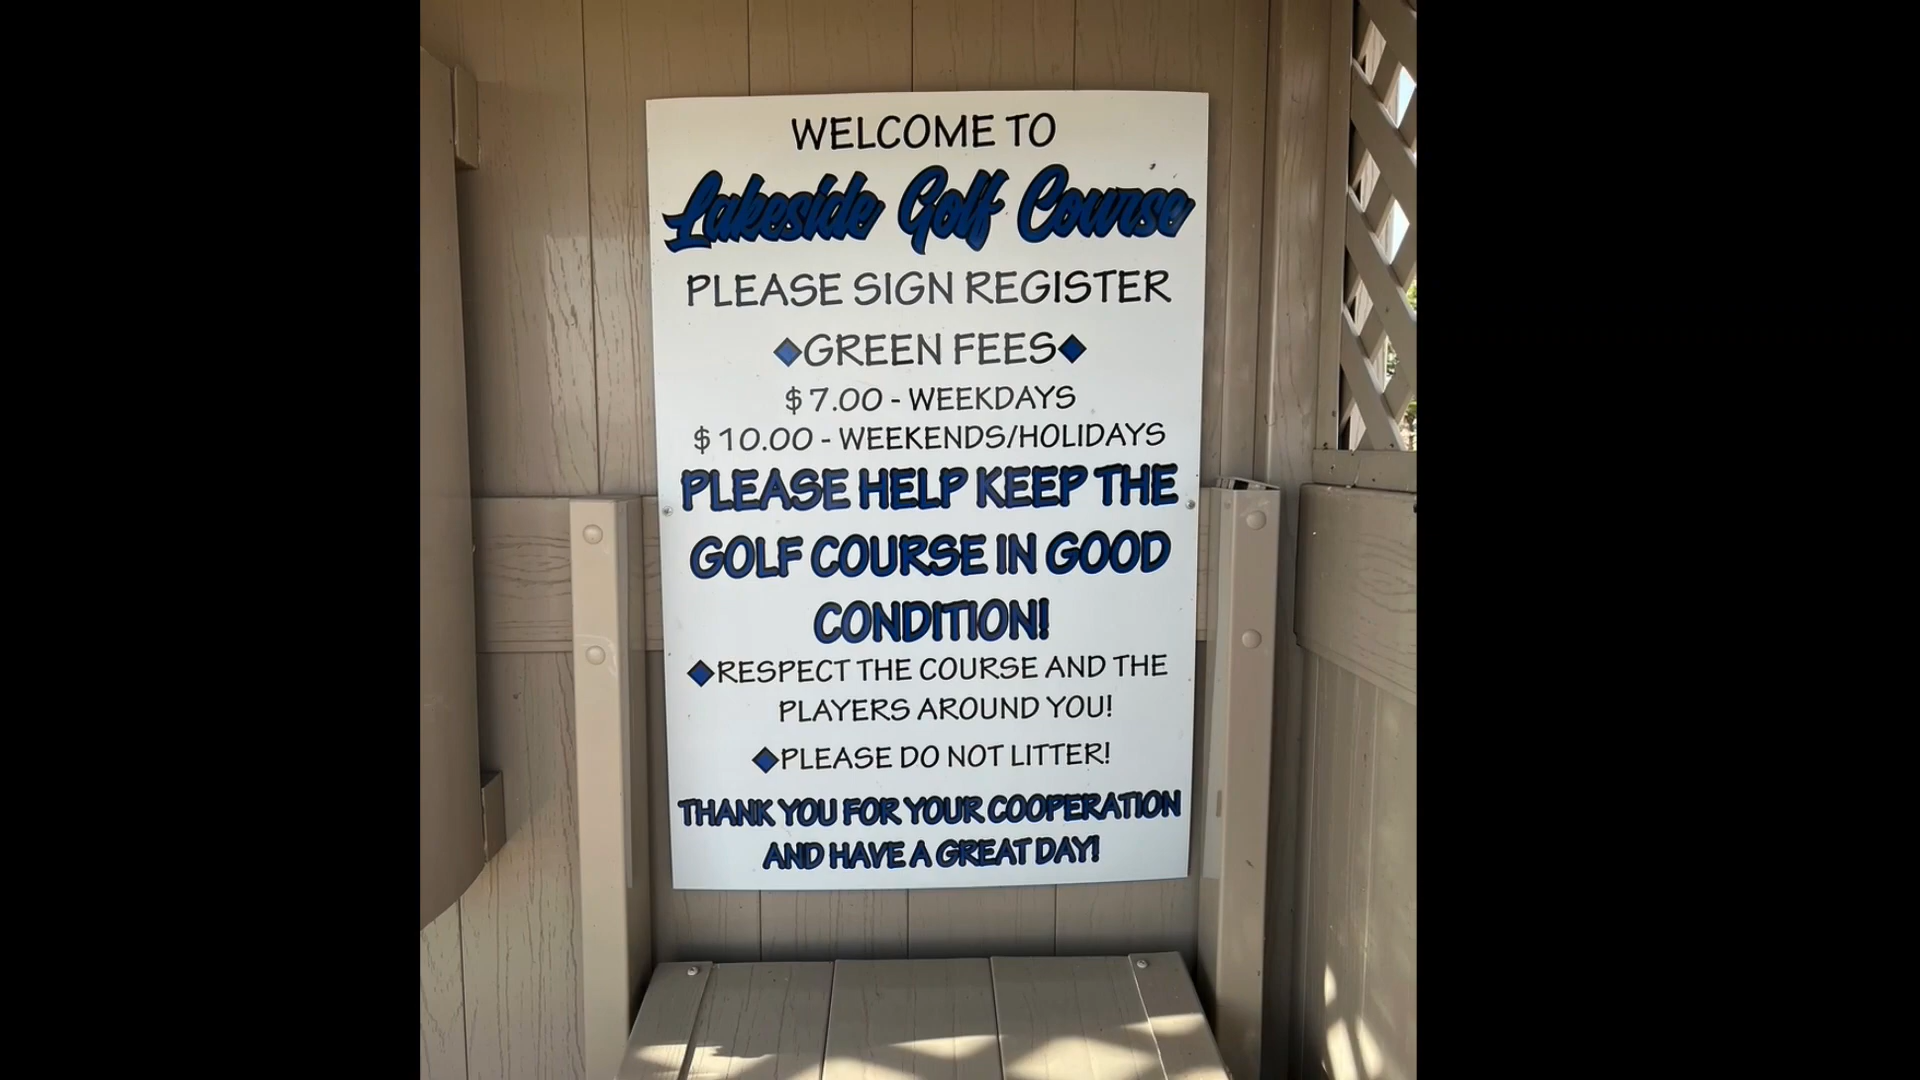 WELCOME TO
Lakeside Golf Course
PLEASE SIGN REGISTER
◆GREEN FEES◆
$7.00 - WEEKDAYS
$10.00 - WEEKENDS/HOLIDAYS
PLEASE HELP KEEP THE
GOLF COURSE IN GOOD
CONDITION!
◆RESPECT THE COURSE AND THE
PLAYERS AROUND YOU!
◆PLEASE DO NOT LITTER!
THANK YOU FOR YOUR COOPERATION
AND HAVE A GREAT DAY!